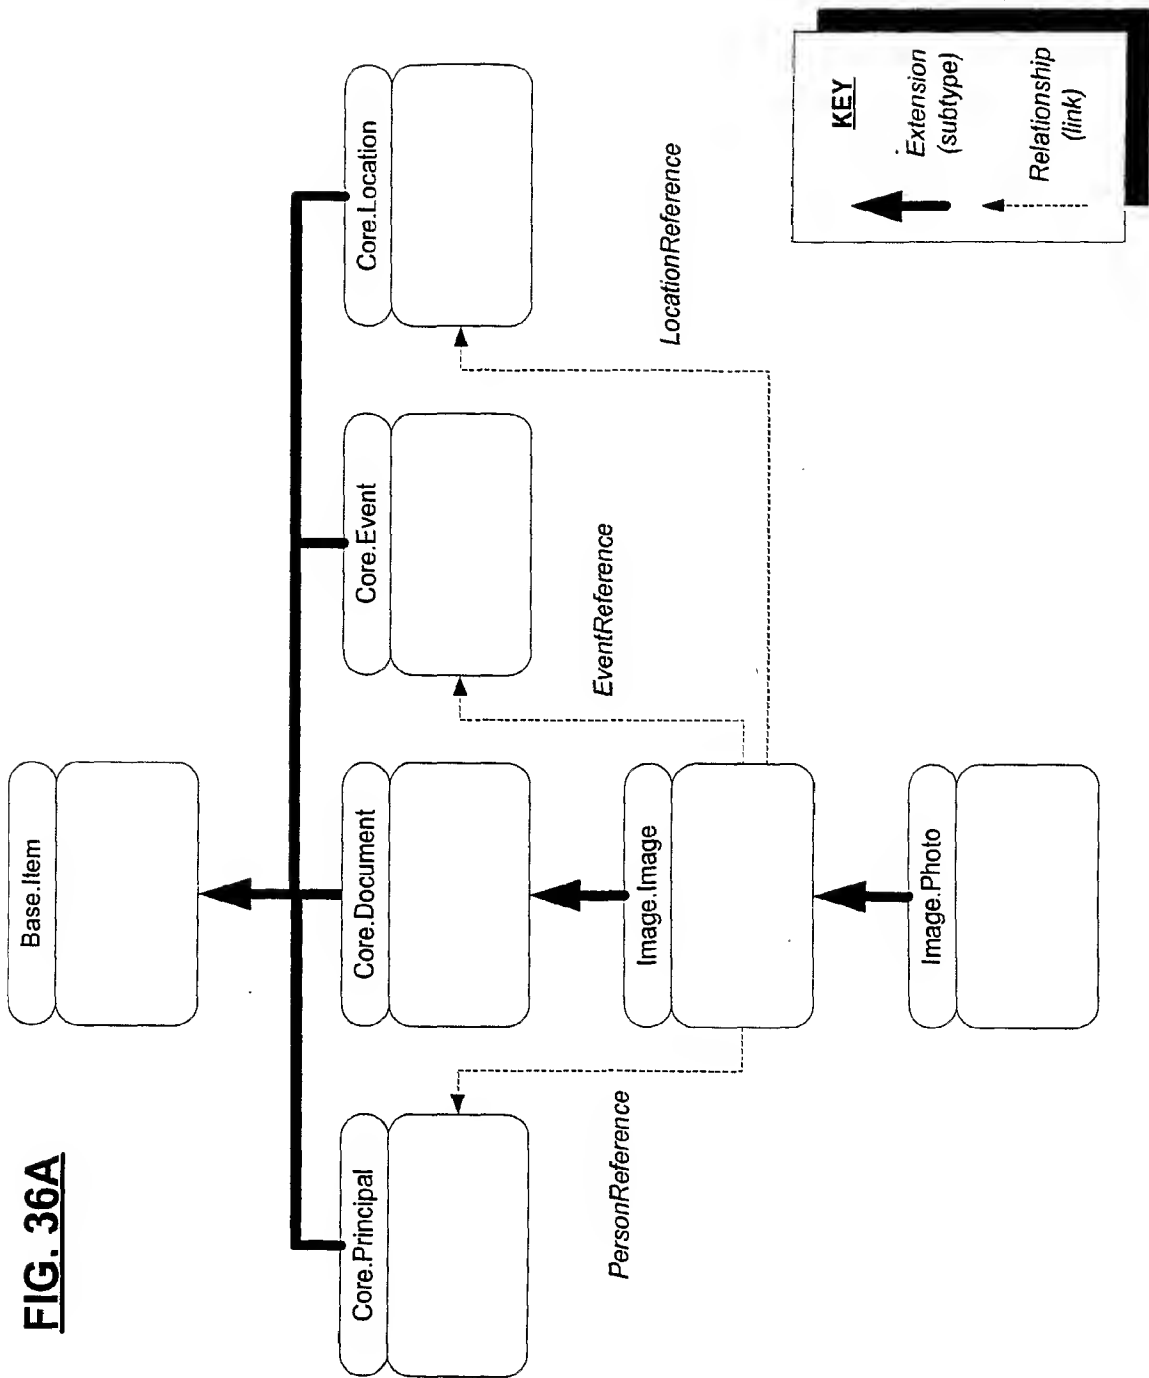 FIG. 36A
Base.Item
Core.Principal
Core.Document
Core.Event
Core.Location
PersonReference
Image.Image
EventReference
LocationReference
Image.Photo
KEY
Extension
(subtype)
Relationship
(link)